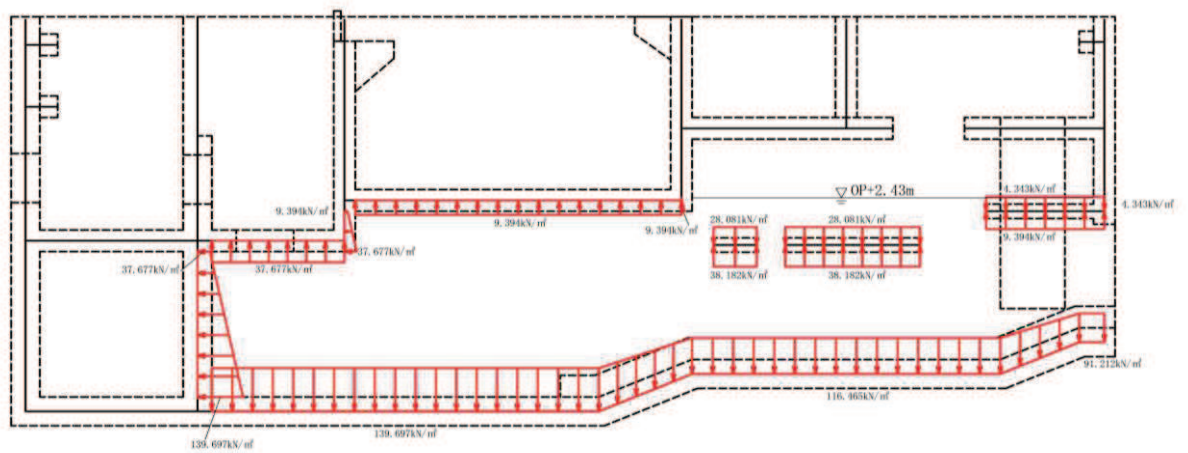 ▽ OP+2.43m
4.343kN/㎡
4.343kN/㎡
9.394kN/㎡
9.394kN/㎡
28.081kN/㎡
28.081kN/㎡
9.394kN/㎡
9.394kN/㎡
37.677kN/㎡
37.677kN/㎡
37.677kN/㎡
38.182kN/㎡
38.182kN/㎡
91.212kN/㎡
116.465kN/㎡
139.697kN/㎡
139.697kN/㎡